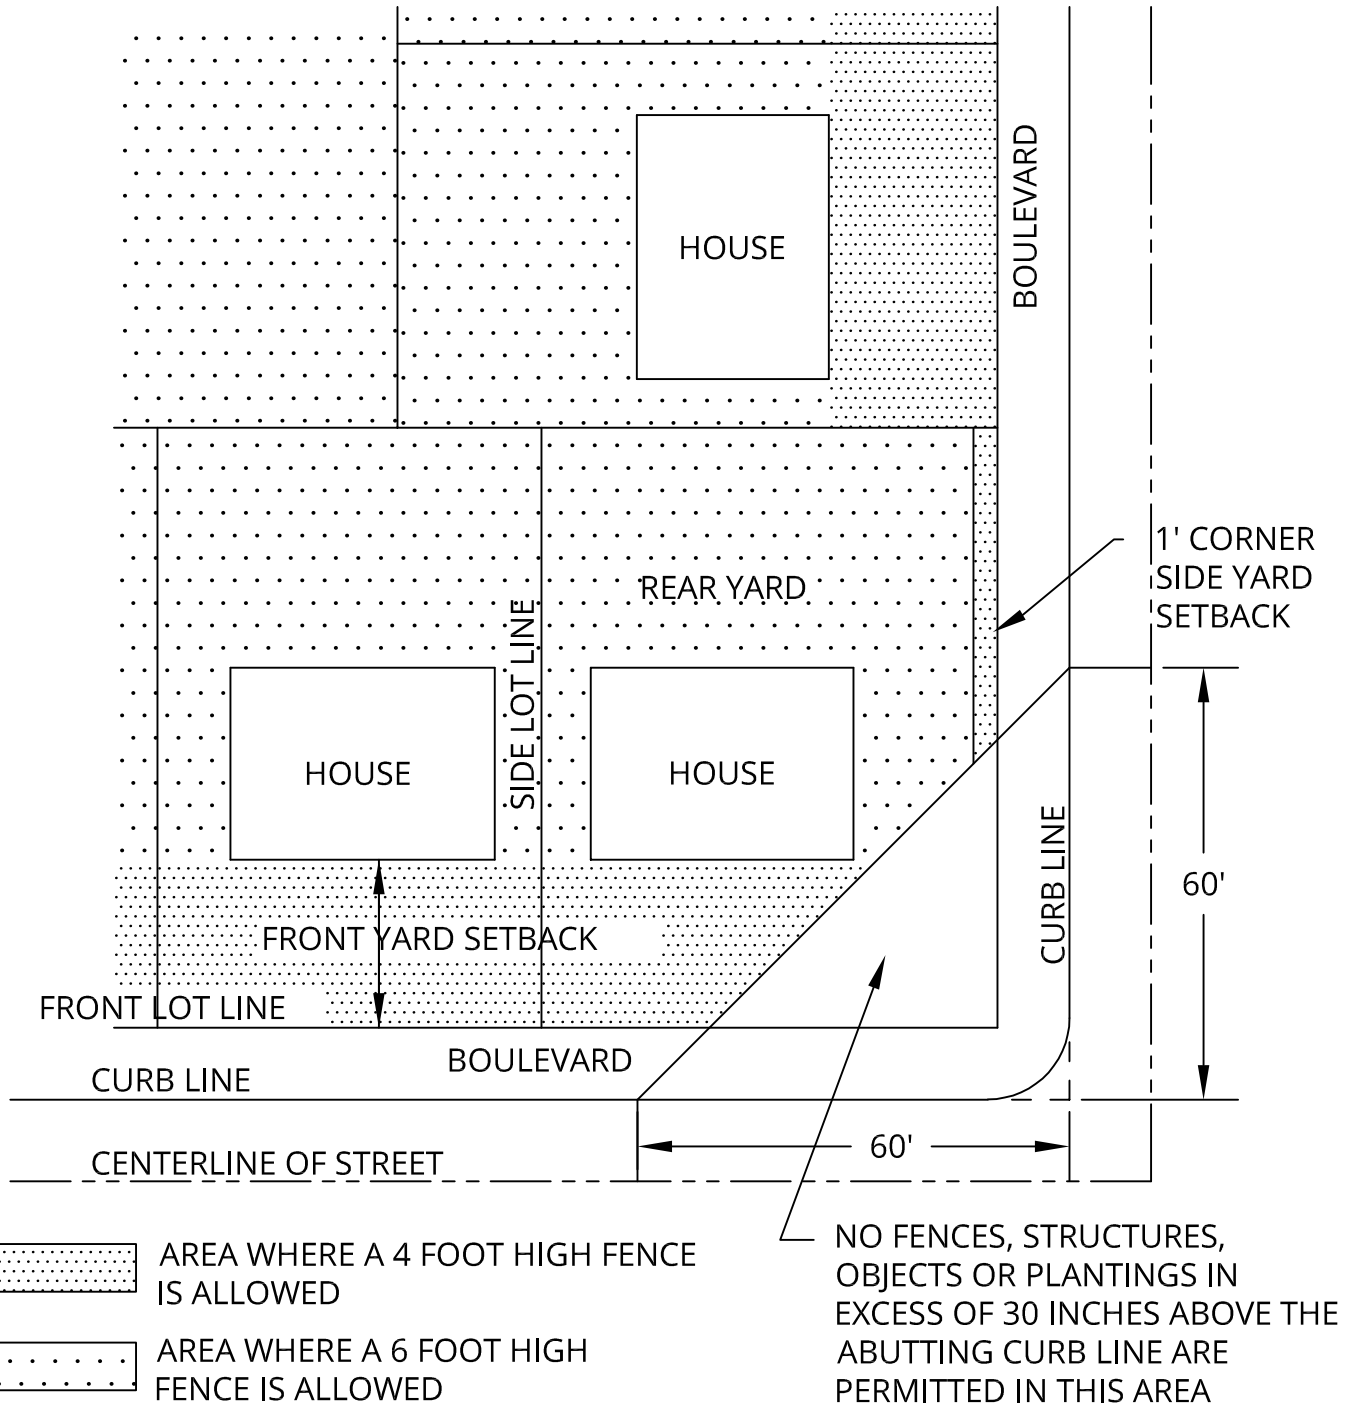 HOUSE
BOULEVARD
1' CORNER
SIDE YARD
SETBACK
REAR YARD
SIDE LOT LINE
HOUSE
HOUSE
CURB LINE
60'
FRONT YARD SETBACK
FRONT LOT LINE
BOULEVARD
CURB LINE
60'
CENTERLINE OF STREET
AREA WHERE A 4 FOOT HIGH FENCE
IS ALLOWED
AREA WHERE A 6 FOOT HIGH
FENCE IS ALLOWED
NO FENCES, STRUCTURES,
OBJECTS OR PLANTINGS IN
EXCESS OF 30 INCHES ABOVE THE
ABUTTING CURB LINE ARE
PERMITTED IN THIS AREA